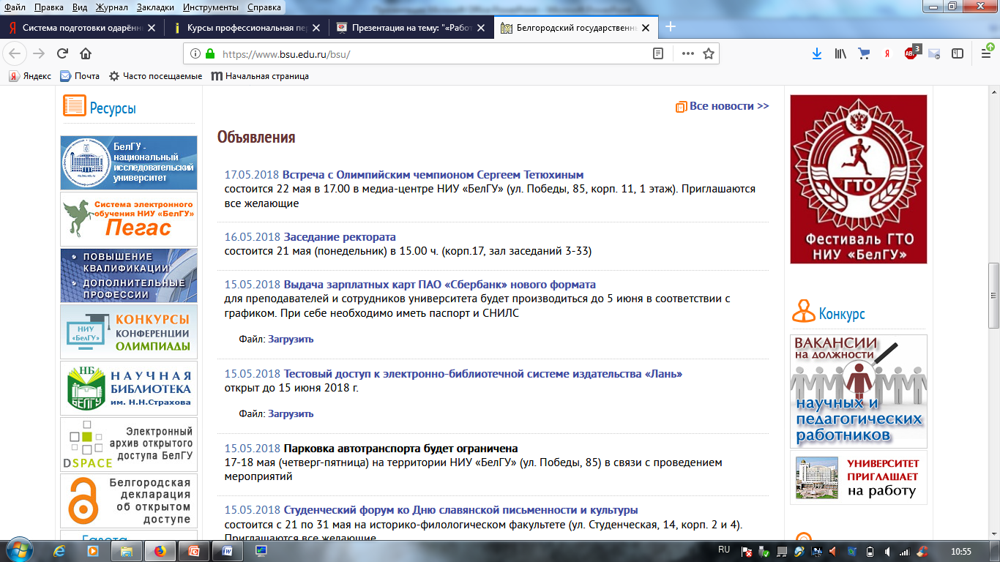 Файл Правка Вид Журнал Закладки Инструменты Справка
Система подготовки одарённ
Курсы профессиональная пе
Презентация на тему: "«Работ
Белгородский государственны
https://www.bsu.edu.ru/bsu/
ABP 3
Яндекс Почта Часто посещаемые Начальная страница
Ресурсы
БелГУ -
национальный
исследовательский
университет
Система электронного
обучения НИУ «БелГУ»
Пегас
• ПОВЫШЕНИЕ
КВАЛИФИКАЦИИ
• ДОПОЛНИТЕЛЬНЫЕ
ПРОФЕССИИ
НИУ
«БелГУ»
КОНКУРСЫ
КОНФЕРЕНЦИИ
ОЛИМПИАДЫ
НБ
БЕЛГУ
НАУЧНАЯ
БИБЛИОТЕКА
им. Н.Н.Страхова
DSPACE
Электронный
архив открытого
доступа БелГУ
Белгородская
декларация
об открытом
доступе
Газета
Все новости >>
Объявления
17.05.2018 Встреча с Олимпийским чемпионом Сергеем Тетюхиным
состоится 22 мая в 17.00 в медиа-центре НИУ «БелГУ» (ул. Победы, 85, корп. 11, 1 этаж). Приглашаются
все желающие
16.05.2018 Заседание ректората
состоится 21 мая (понедельник) в 15.00 ч. (корп.17, зал заседаний 3-33)
15.05.2018 Выдача зарплатных карт ПАО «Сбербанк» нового формата
для преподавателей и сотрудников университета будет производиться до 5 июня в соответствии с
графиком. При себе необходимо иметь паспорт и СНИЛС
Файл: Загрузить
15.05.2018 Тестовый доступ к электронно-библиотечной системе издательства «Лань»
открыт до 15 июня 2018 г.
Файл: Загрузить
15.05.2018 Парковка автотранспорта будет ограничена
17-18 мая (четверг-пятница) на территории НИУ «БелГУ» (ул. Победы, 85) в связи с проведением
мероприятий
15.05.2018 Студенческий форум ко Дню славянской письменности и культуры
состоится с 21 по 31 мая на историко-филологическом факультете (ул. Студенческая, 14, корп. 2 и 4).
Приглашаются все желающие
ГТО
Фестиваль ГТО
НИУ «БелГУ»
Конкурс
ВАКАНСИИ
на должности
научных и
педагогических
работников
УНИВЕРСИТЕТ
ПРИГЛАШАЕТ
на работу
RU
10:55